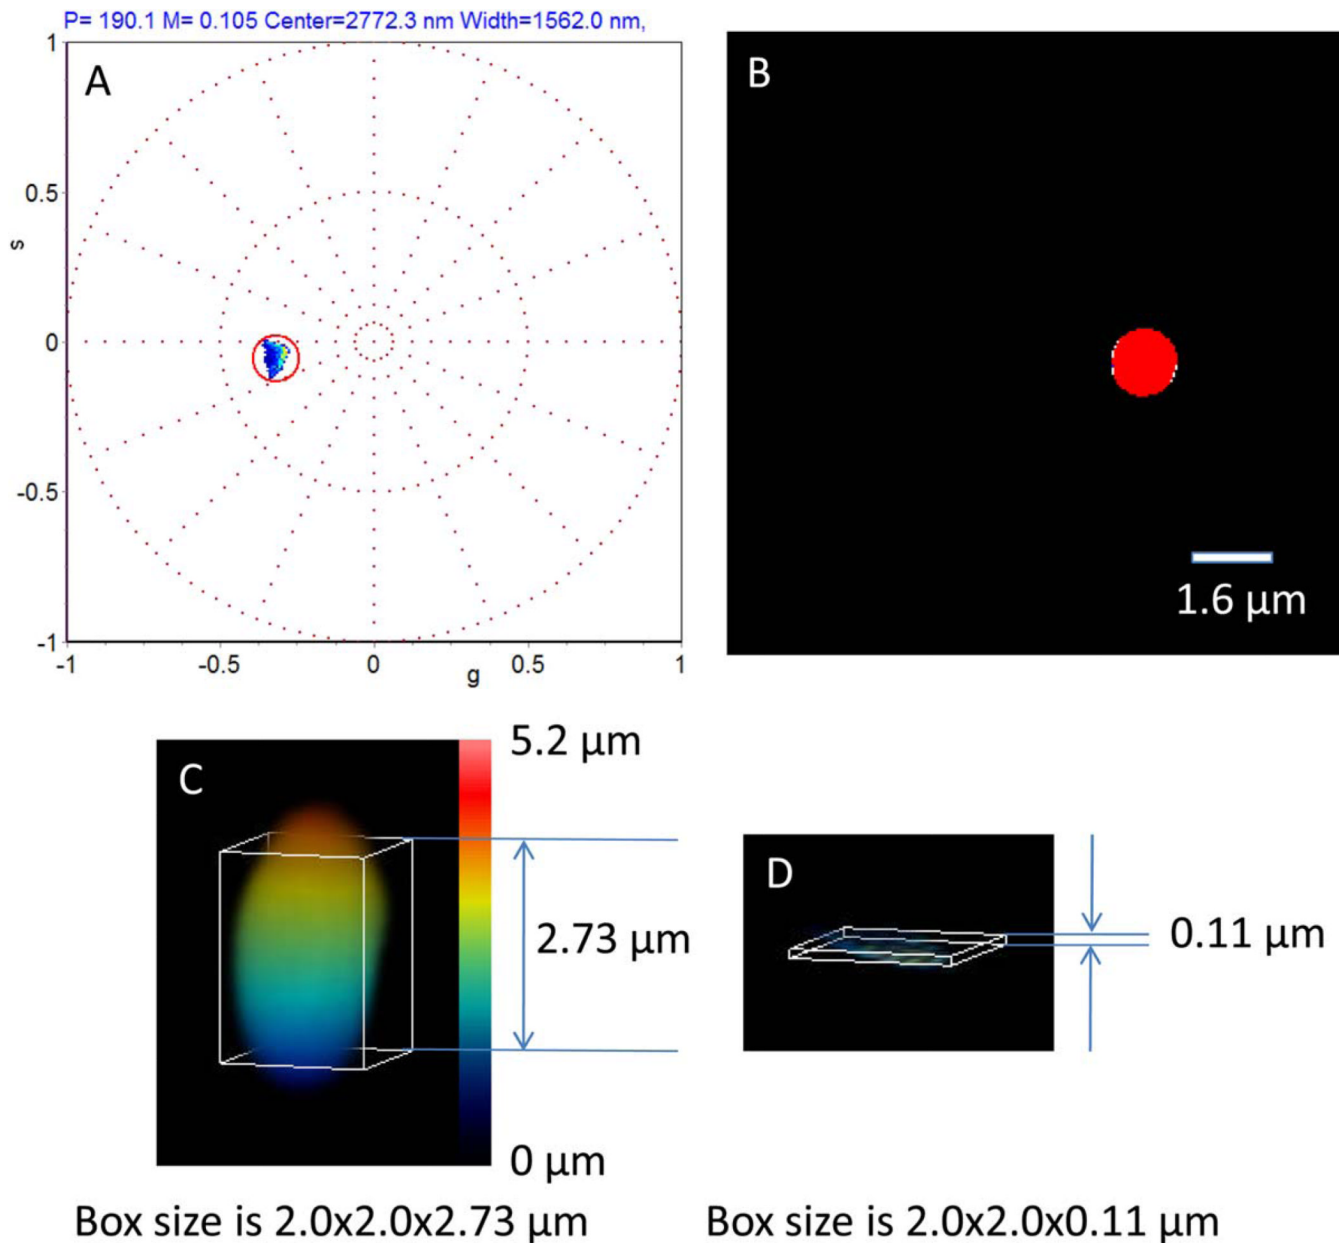 P= 190.1 M= 0.105 Center=2772.3 nm Width=1562.0 nm,
A
B
1
0.5
s
0
-0.5
-1
-1
-0.5
0
0.5
1
g
1.6 µm
C
5.2 µm
2.73 µm
0 µm
D
0.11 µm
Box size is 2.0x2.0x2.73 µm
Box size is 2.0x2.0x0.11 µm